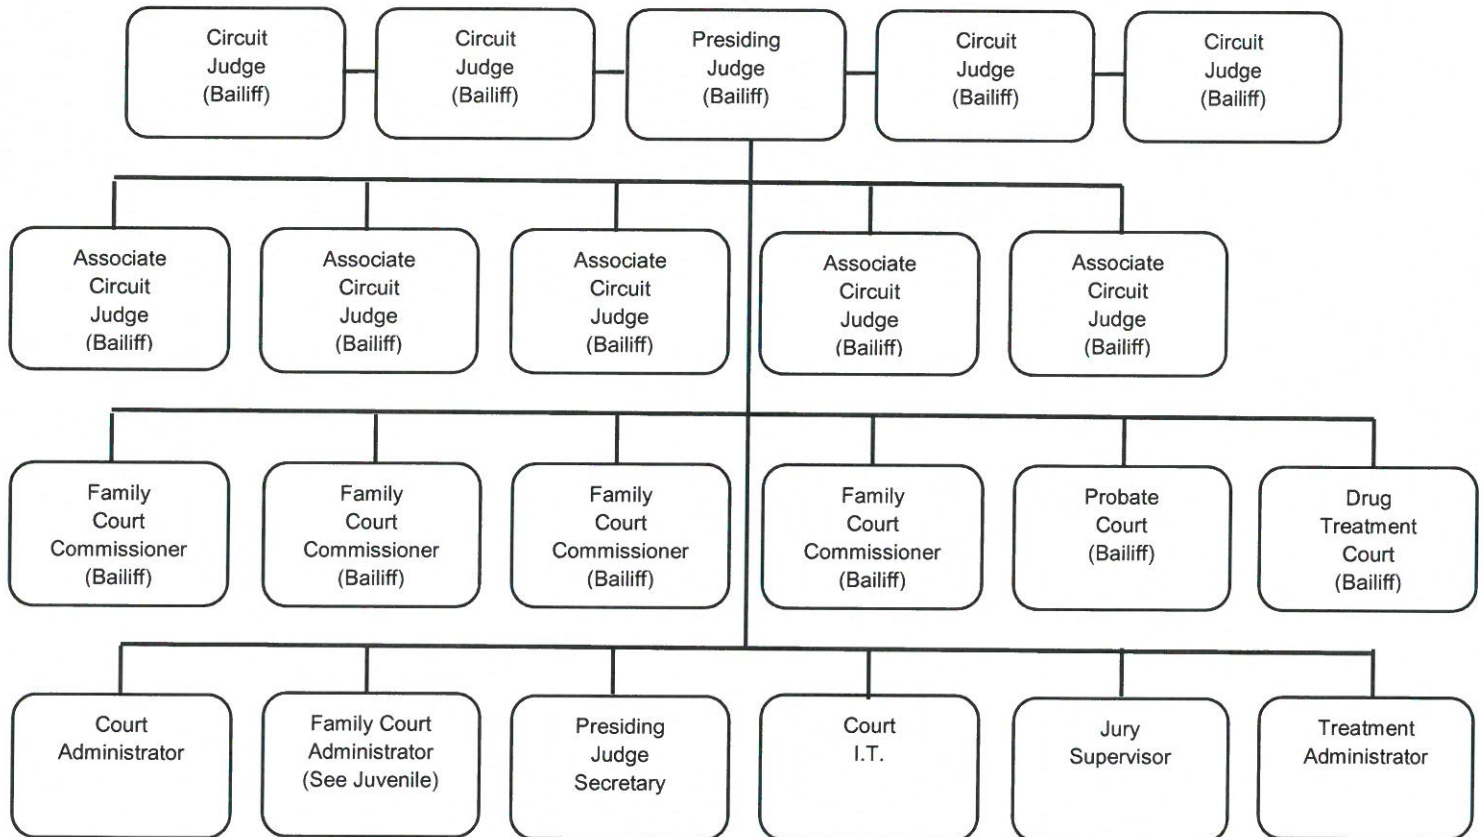 Circuit
Judge
(Bailiff)
Circuit
Judge
(Bailiff)
Presiding
Judge
(Bailiff)
Circuit
Judge
(Bailiff)
Circuit
Judge
(Bailiff)
Associate
Circuit
Judge
(Bailiff)
Associate
Circuit
Judge
(Bailiff)
Associate
Circuit
Judge
(Bailiff)
Associate
Circuit
Judge
(Bailiff)
Associate
Circuit
Judge
(Bailiff)
Family
Court
Commissioner
(Bailiff)
Family
Court
Commissioner
(Bailiff)
Family
Court
Commissioner
(Bailiff)
Family
Court
Commissioner
(Bailiff)
Probate
Court
(Bailiff)
Drug
Treatment
Court
(Bailiff)
Court
Administrator
Family Court
Administrator
(See Juvenile)
Presiding
Judge
Secretary
Court
I.T.
Jury
Supervisor
Treatment
Administrator